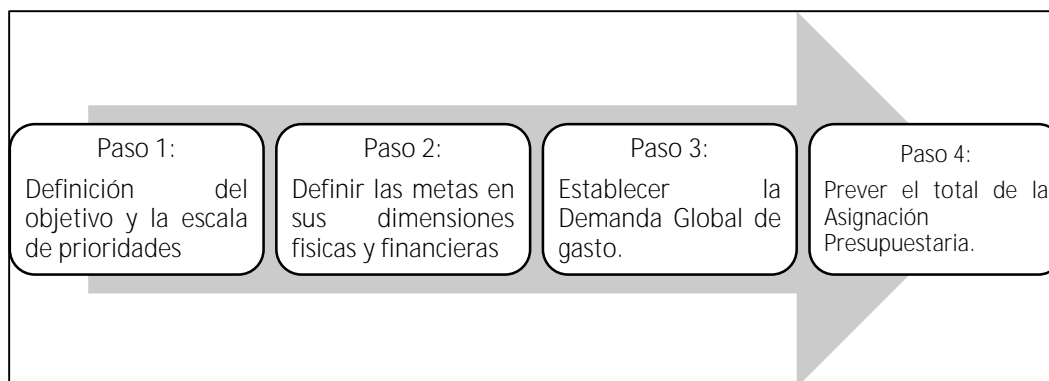 Paso 1:
Definición del
objetivo y la escala
de prioridades
Paso 2:
Definir las metas en
sus dimensiones
fisicas y financieras
Paso 3:
Establecer la
Demanda Global de
gasto.
Paso 4:
Prever el total de la
Asignación
Presupuestaria.